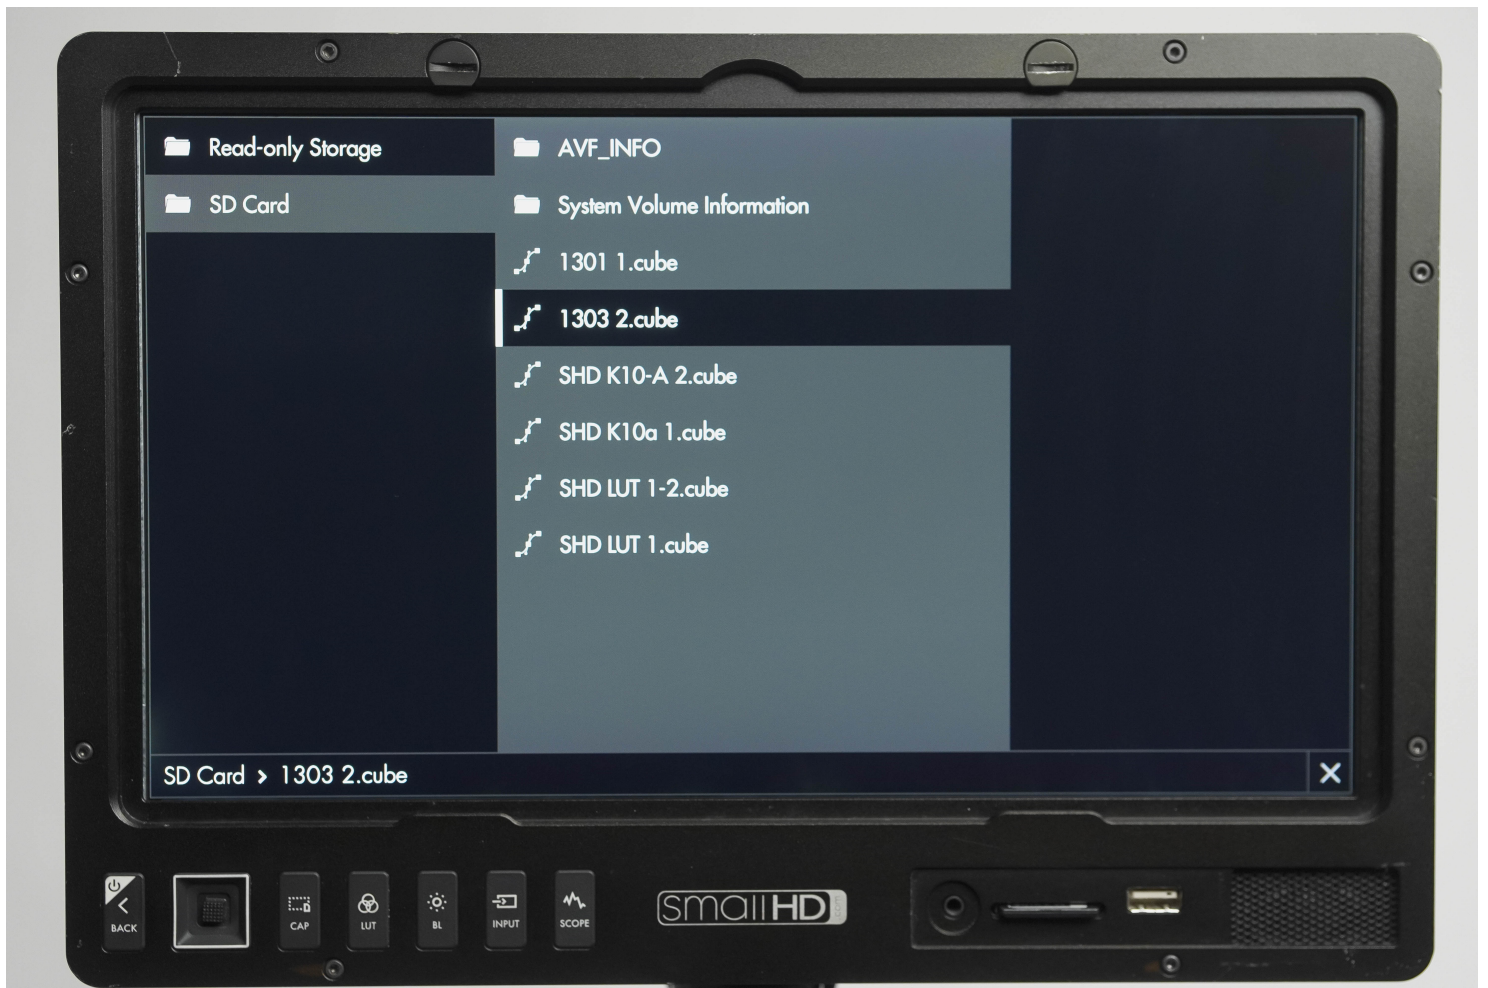 Read-only Storage
SD Card
AVF_INFO
System Volume Information
1301 1.cube
1303 2.cube
SHD K10-A 2.cube
SHD K10a 1.cube
SHD LUT 1-2.cube
SHD LUT 1.cube
SD Card > 1303 2.cube
BACK
CAP
LUT
BL
INPUT
SCOPE
smallHD.com